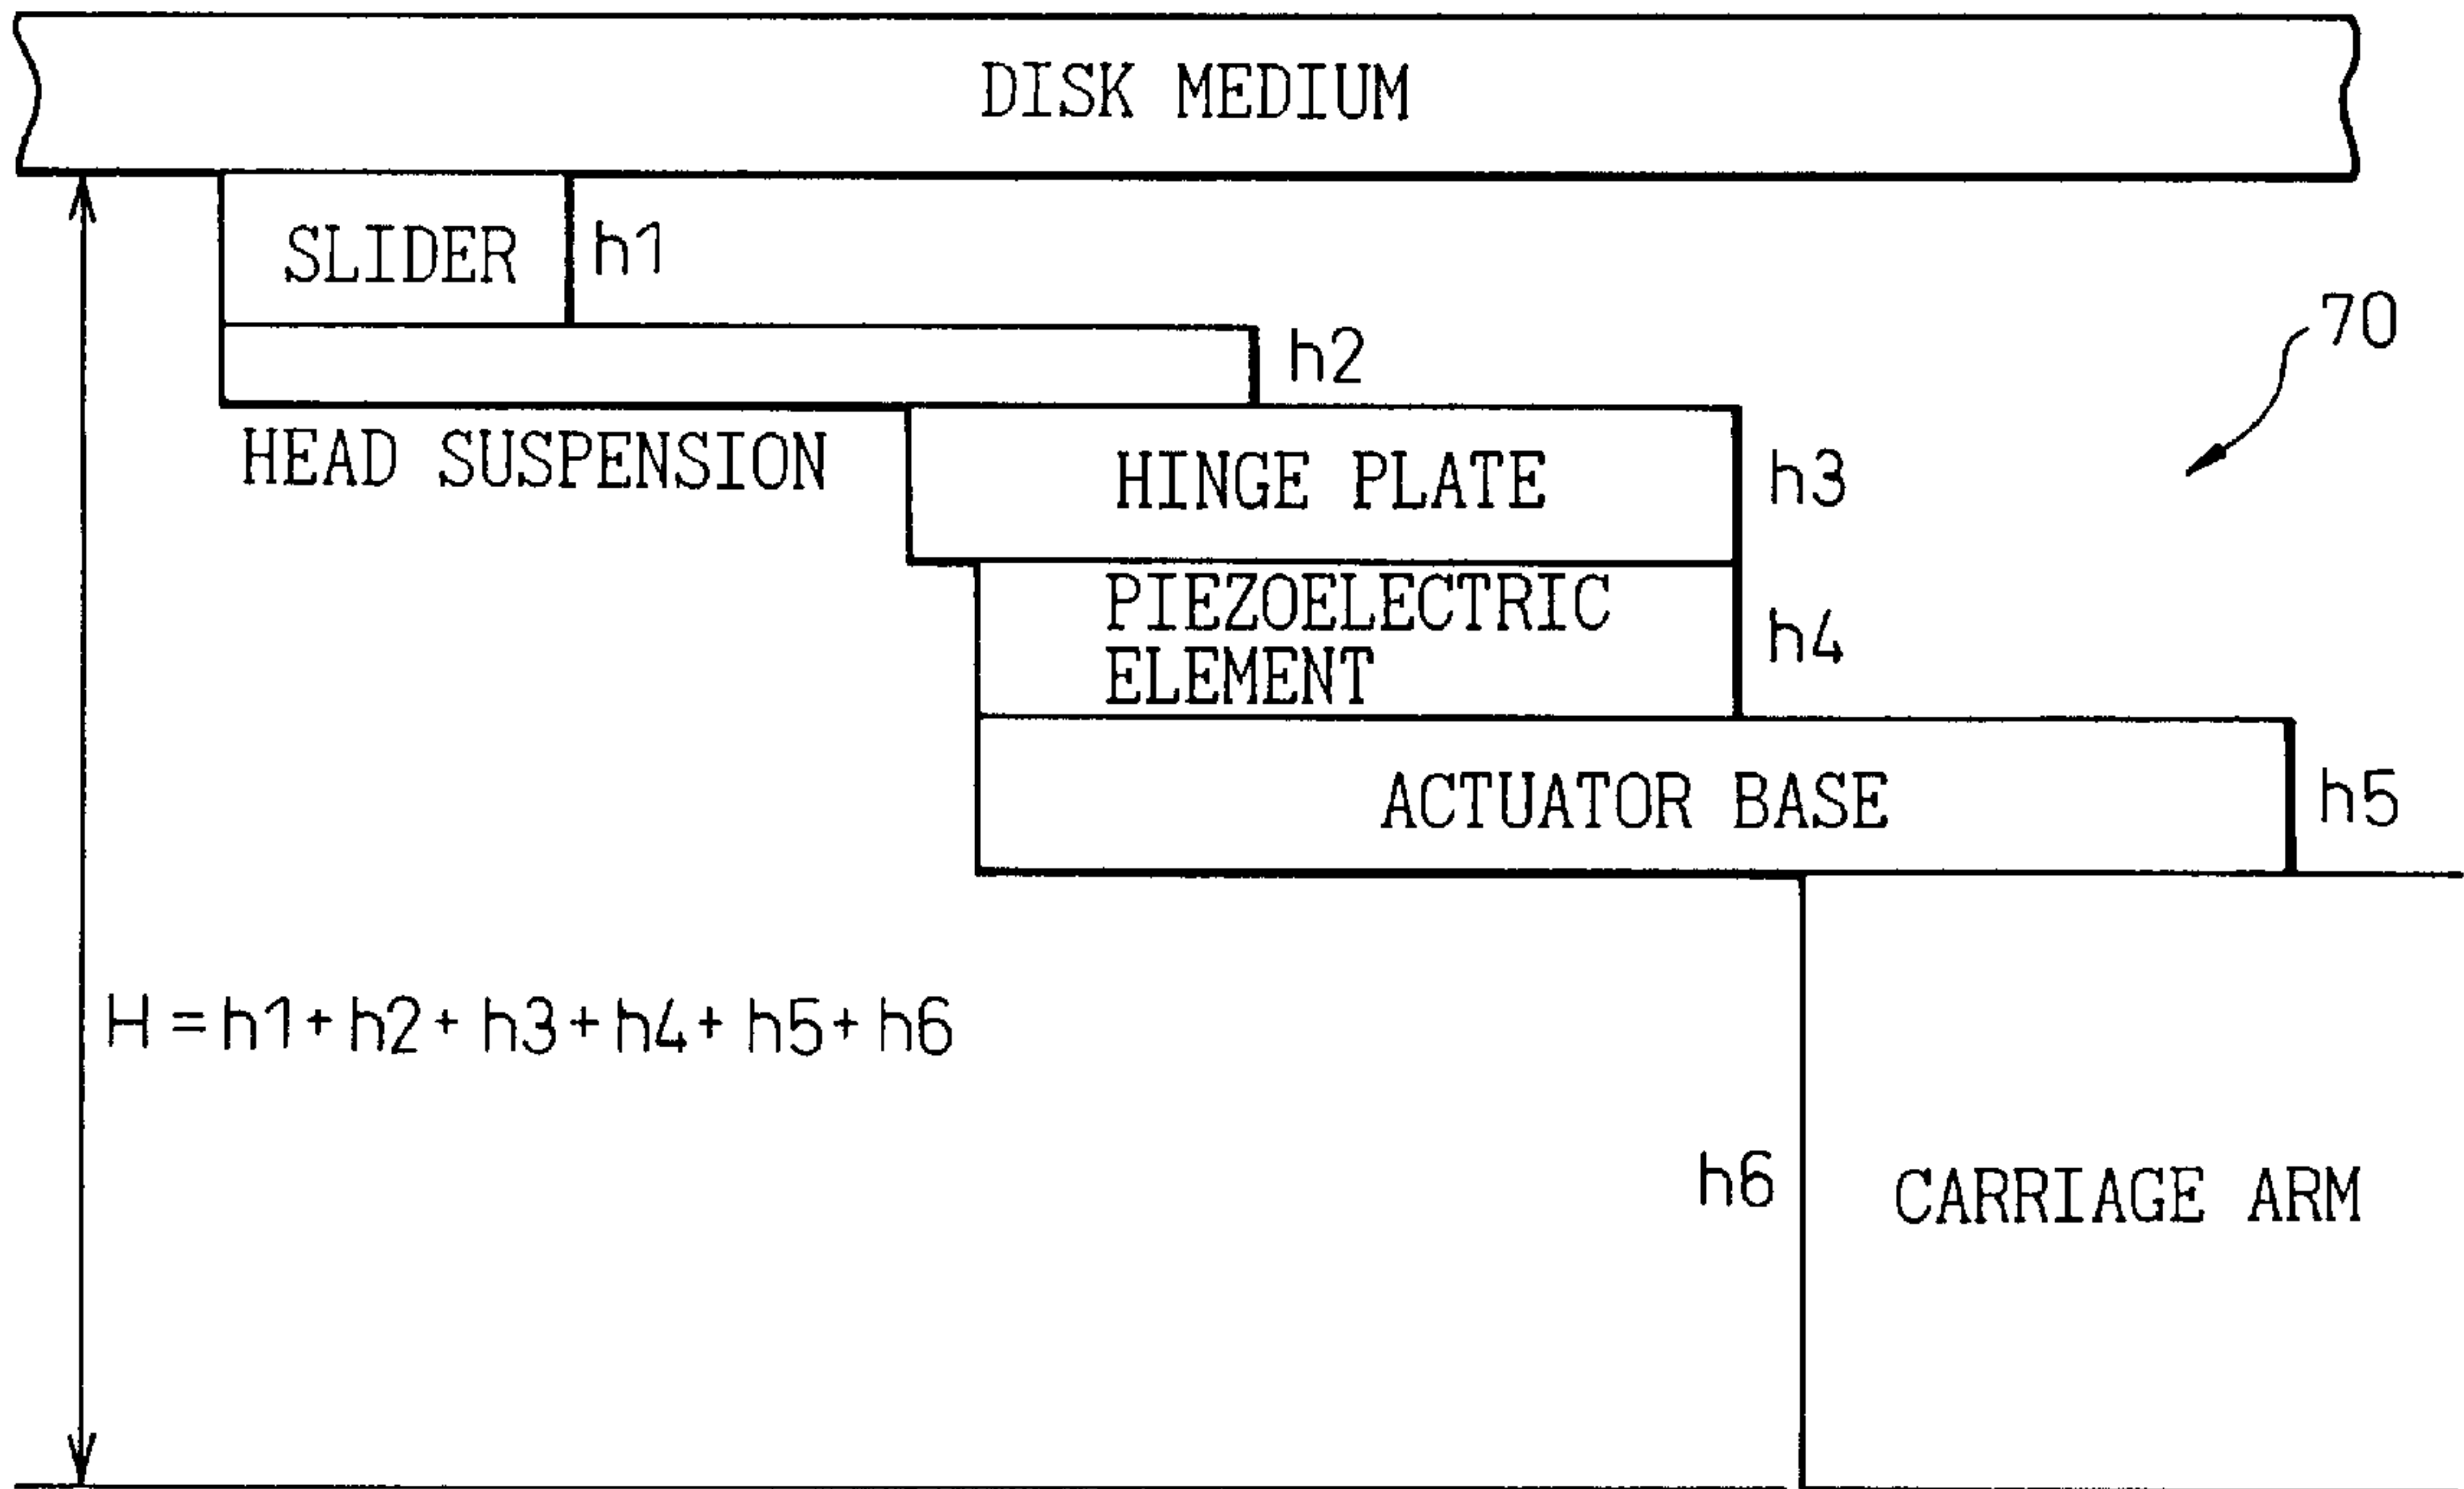 DISK MEDIUM
SLIDER
h1
h2
70
HEAD SUSPENSION
HINGE PLATE
h3
PIEZOELECTRIC
ELEMENT
h4
ACTUATOR BASE
h5
H=h1+h2+h3+h4+h5+h6
h6
CARRIAGE ARM